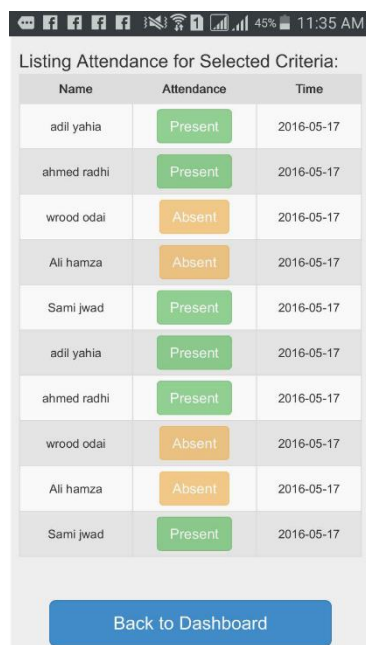 1 45% 11:35 AM
Listing Attendance for Selected Criteria:
Name Attendance Time
adil yahia Present 2016-05-17
ahmed radhi Present 2016-05-17
wrood odai Absent 2016-05-17
Ali hamza Absent 2016-05-17
Sami jwad Present 2016-05-17
adil yahia Present 2016-05-17
ahmed radhi Present 2016-05-17
wrood odai Absent 2016-05-17
Ali hamza Absent 2016-05-17
Sami jwad Present 2016-05-17
Back to Dashboard